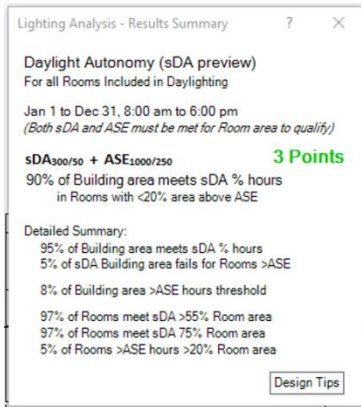 Lighting Analysis - Results Summary ? ×
Daylight Autonomy (sDA preview)
For all Rooms Included in Daylighting
Jan 1 to Dec 31, 8:00 am to 6:00 pm
(Both sDA and ASE must be met for Room area to qualify)
sDA300/50 + ASE1000/250 3 Points
90% of Building area meets sDA % hours
in Rooms with <20% area above ASE
Detailed Summary:
95% of Building area meets sDA % hours
5% of sDA Building area fails for Rooms >ASE
8% of Building area >ASE hours threshold
97% of Rooms meet sDA >55% Room area
97% of Rooms meet sDA 75% Room area
5% of Rooms >ASE hours >20% Room area
Design Tips